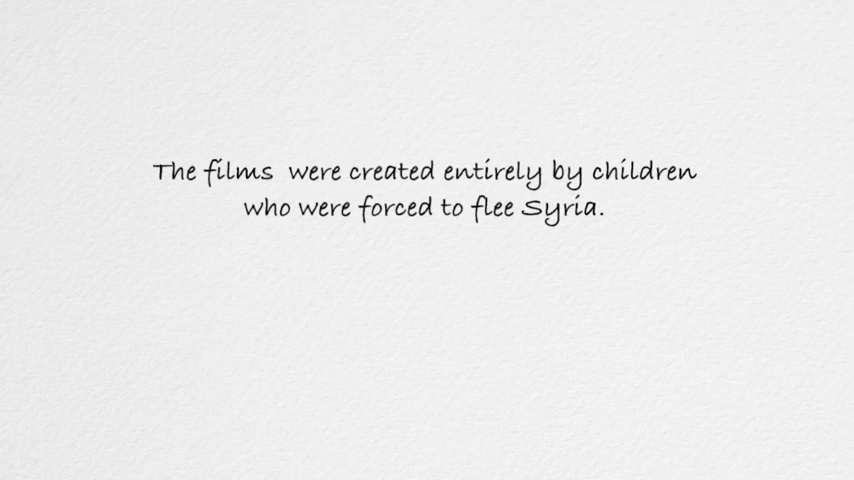 The films were created entirely by children
who were forced to flee Syria.